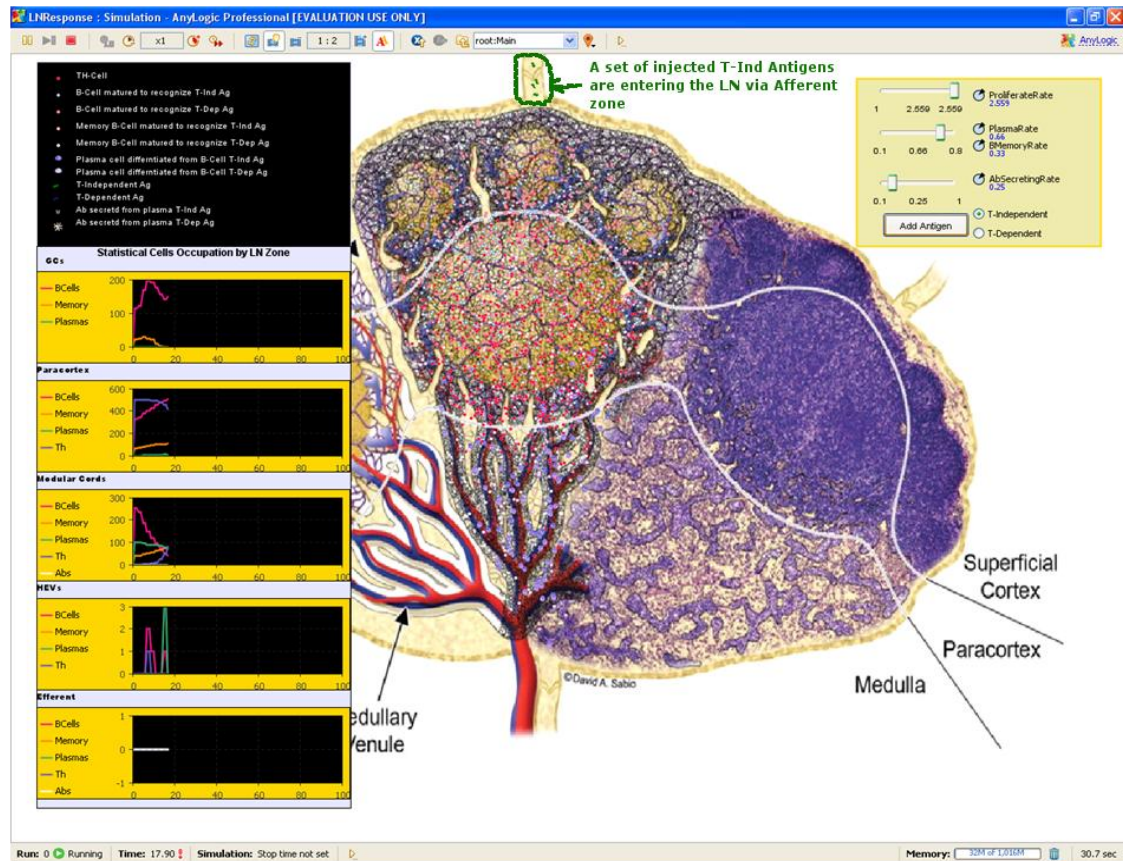 LNResponse : Simulation - AnyLogic Professional [EVALUATION USE ONLY]
x1
1 : 2
root:Main
AnyLogic
TH-Cell
B-Cell matured to recognize T-Ind Ag
B-Cell matured to recognize T-Dep Ag
Memory B-Cell matured to recognize T-Ind Ag
Memory B-Cell matured to recognize T-Dep Ag
Plasma cell differntiated from B-Cell T-Ind Ag
Plasma cell differntiated from B-Cell T-Dep Ag
T-Independent Ag
T-Dependent Ag
Ab secretd from plasma T-Ind Ag
Ab secretd from plasma T-Dep Ag
A set of injected T-Ind Antigens
are entering the LN via Afferent
zone
ProliferateRate
2.559
1 2.559 2.559
PlasmaRate
0.66
BMemoryRate
0.33
0.1 0.66 0.8
AbSecretingRate
0.25
0.1 0.25 1
T-Independent
Add Antigen
T-Dependent
Statistical Cells Occupation by LN Zone
GCs
BCells
Memory
Plasmas
200
100
0
0 20 40 60 80 100
Paracortex
BCells
Memory
Plasmas
Th
600
400
200
0
0 20 40 60 80 100
Modular Cords
BCells
Memory
Plasmas
Th
Abs
300
200
100
0
0 20 40 60 80 100
HEVs
BCells
Memory
Plasmas
Th
3
2
1
0
0 20 40 60 80 100
Efferent
BCells
Memory
Plasmas
Th
Abs
1
0
-1
0 20 40 60 80 100
Superficial
Cortex
Paracortex
Medulla
©David A. Sabio
edullary
Venule
Run: 0 Running Time: 17.90 Simulation: Stop time not set
Memory: 32M of 1,016M 30.7 sec